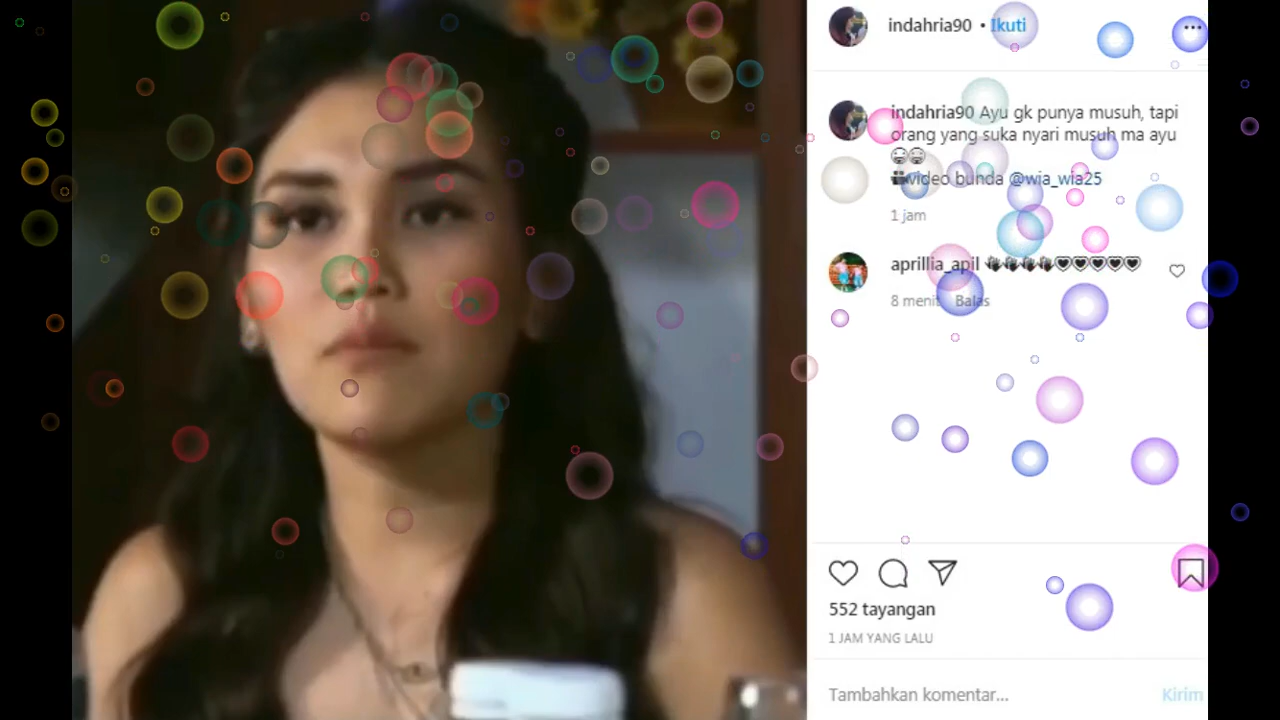 indahria90 • Ikuti
indahria90 Ayu gk punya musuh, tapi
orang yang suka nyari musuh ma ayu
video bunda @wia_wia25
1 jam
aprillia_apil
8 menit Balas
552 tayangan
1 JAM YANG LALU
Tambahkan komentar... Kirim